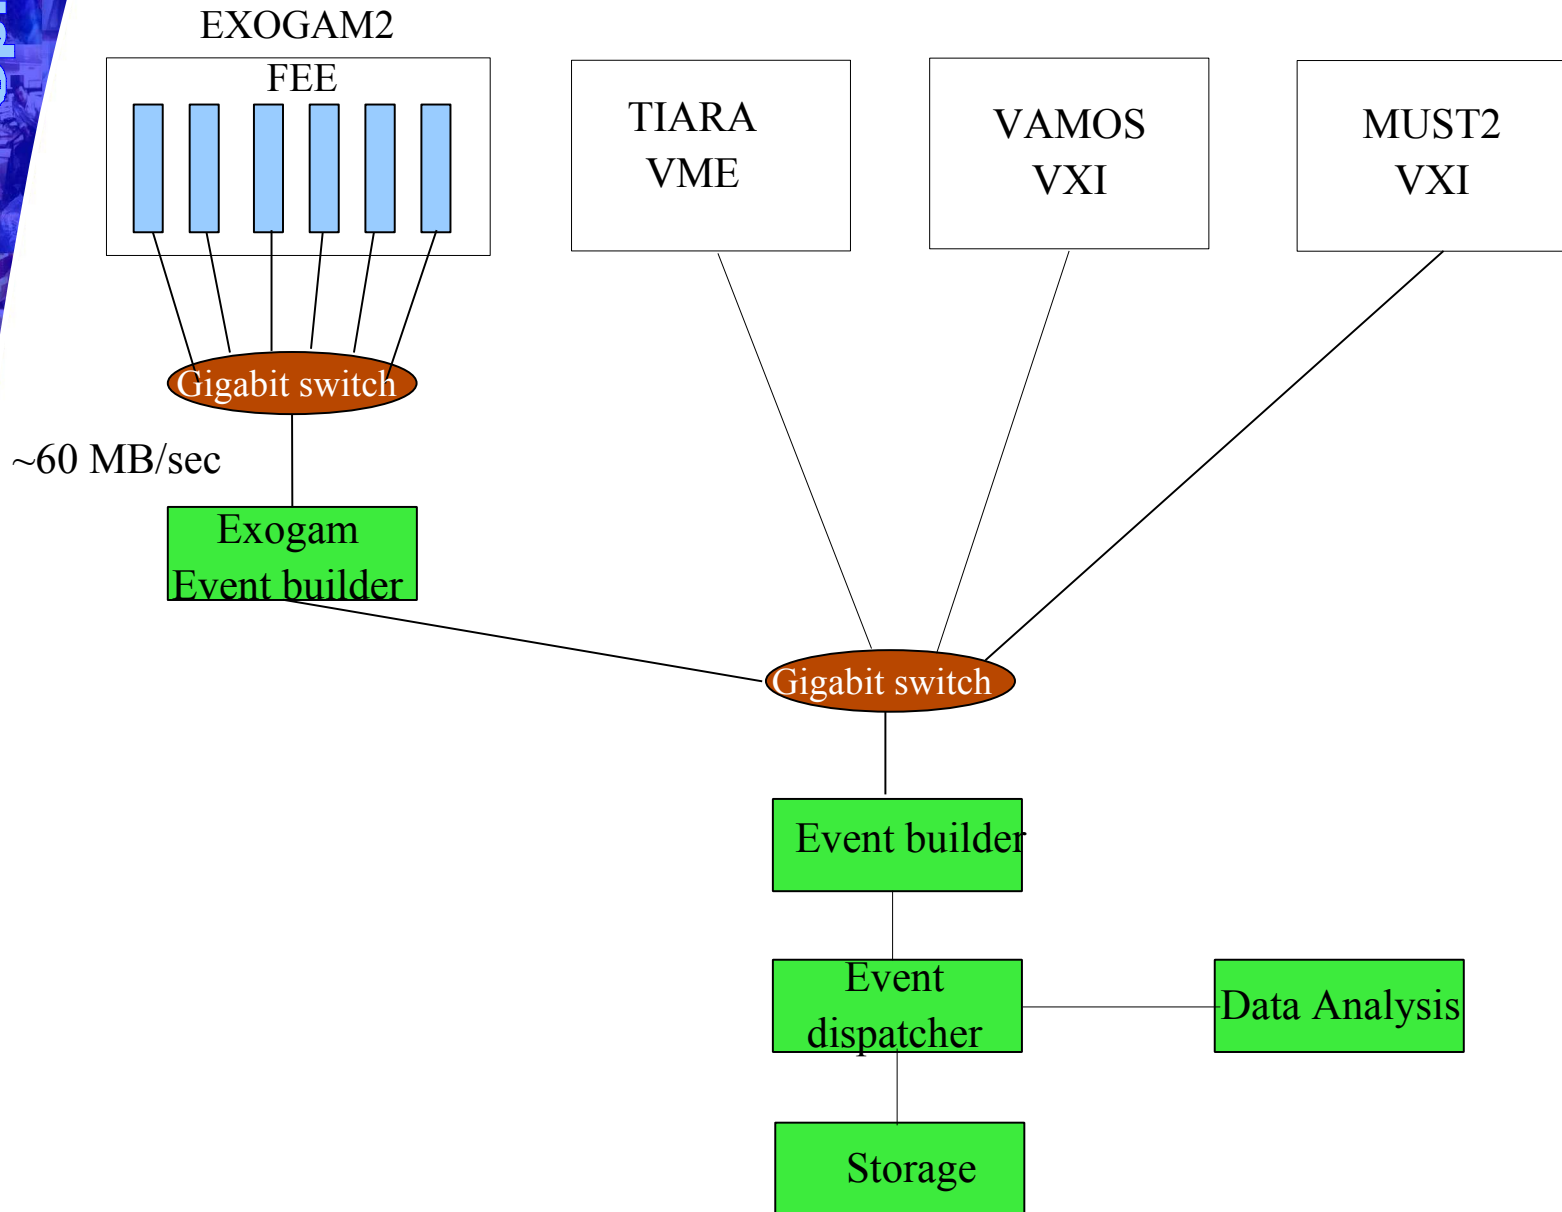 EXOGAM2
FEE
TIARA
VME
VAMOS
VXI
MUST2
VXI
Gigabit switch
~60 MB/sec
Exogam
Event builder
Gigabit switch
Event builder
Event
dispatcher
Data Analysis
Storage